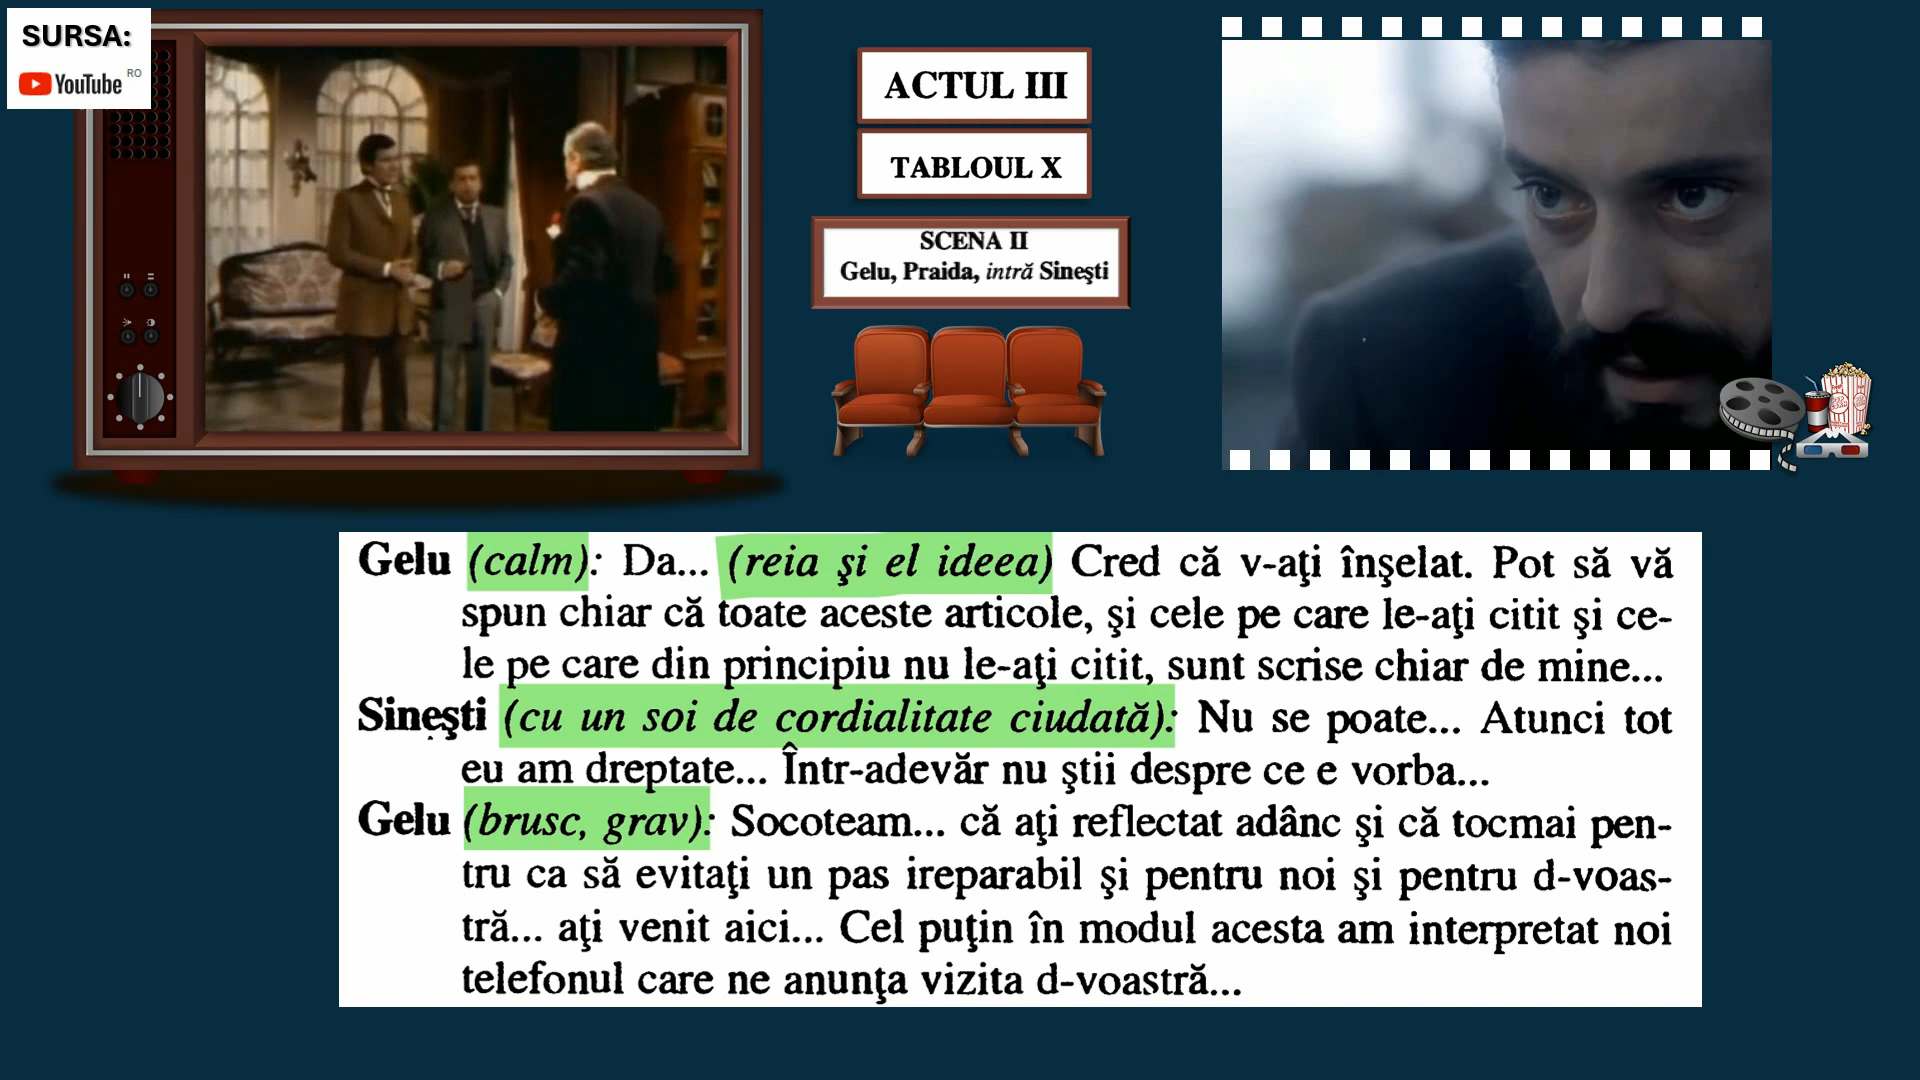 SURSA:
YouTube RO
ACTUL III
TABLOUL X
SCENA II
Gelu, Praida, intră Sineşti
Gelu (calm): Da... (reia şi el ideea) Cred că v-aţi înşelat. Pot să vă
spun chiar că toate aceste articole, şi cele pe care le-aţi citit şi ce-
le pe care din principiu nu le-aţi citit, sunt scrise chiar de mine...
Sineşti (cu un soi de cordialitate ciudată): Nu se poate... Atunci tot
eu am dreptate... Într-adevăr nu ştii despre ce e vorba...
Gelu (brusc, grav): Socoteam... că aţi reflectat adânc şi că tocmai pen-
tru ca să evitaţi un pas ireparabil şi pentru noi şi pentru d-voas-
tră... aţi venit aici... Cel puţin în modul acesta am interpretat noi
telefonul care ne anunţa vizita d-voastră...